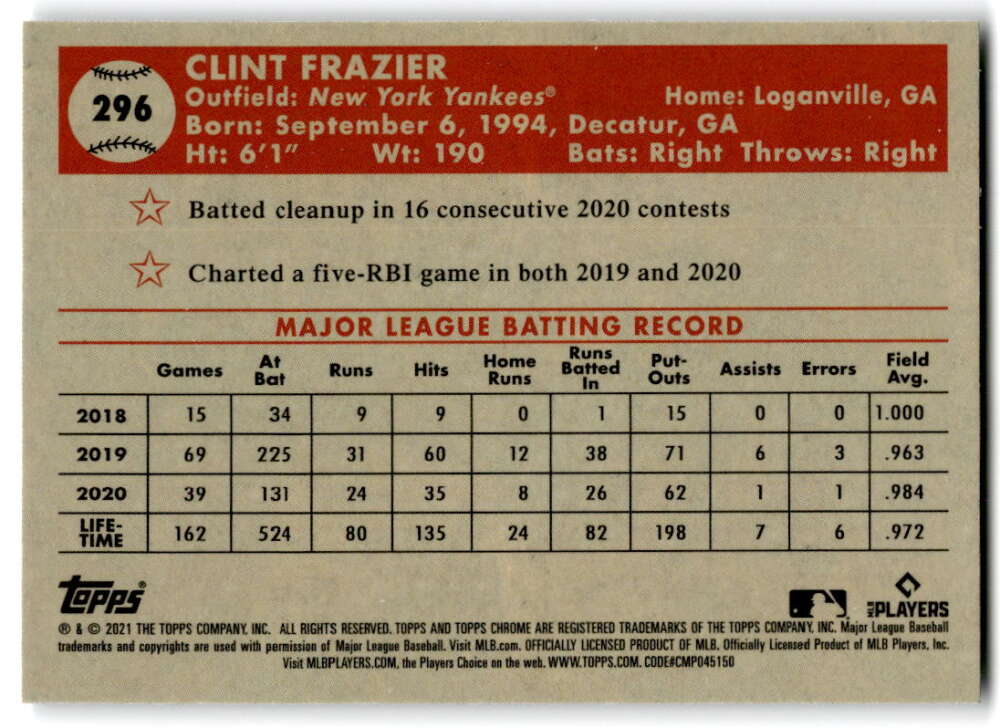 296
CLINT FRAZIER
Outfield: New York Yankees® Home: Loganville, GA
Born: September 6, 1994, Decatur, GA
Ht: 6'1" Wt: 190 Bats: Right Throws: Right
Batted cleanup in 16 consecutive 2020 contests
Charted a five-RBI game in both 2019 and 2020
MAJOR LEAGUE BATTING RECORD
Games At Bat Runs Hits Home Runs Runs Batted In Put-Outs Assists Errors Field Avg.
2018 15 34 9 9 0 1 15 0 0 1.000
2019 69 225 31 60 12 38 71 6 3 .963
2020 39 131 24 35 8 26 62 1 1 .984
LIFE-TIME 162 524 80 135 24 82 198 7 6 .972
topps®
MLB PLAYERS
® & © 2021 THE TOPPS COMPANY, INC. ALL RIGHTS RESERVED. TOPPS AND TOPPS CHROME ARE REGISTERED TRADEMARKS OF THE TOPPS COMPANY, INC. Major League Baseball
trademarks and copyrights are used with permission of Major League Baseball. Visit MLB.com. OFFICIALLY LICENSED PRODUCT OF MLB. Officially Licensed Product of MLB Players, Inc.
Visit MLBPLAYERS.COM, the Players Choice on the web. WWW.TOPPS.COM. CODE#CMP045150